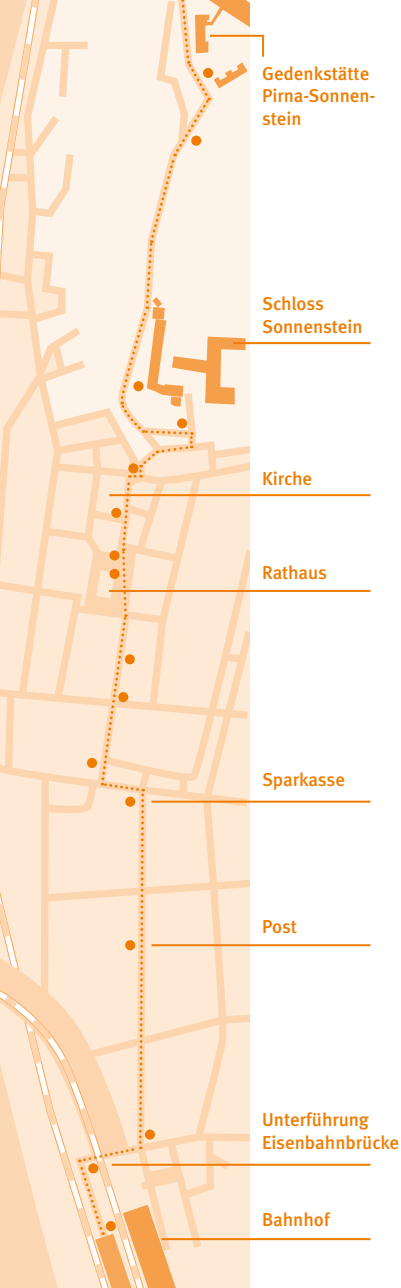 Gedenkstätte
Pirna-Sonnen-
stein
Schloss
Sonnenstein
Kirche
Rathaus
Sparkasse
Post
Unterführung
Eisenbahnbrücke
Bahnhof